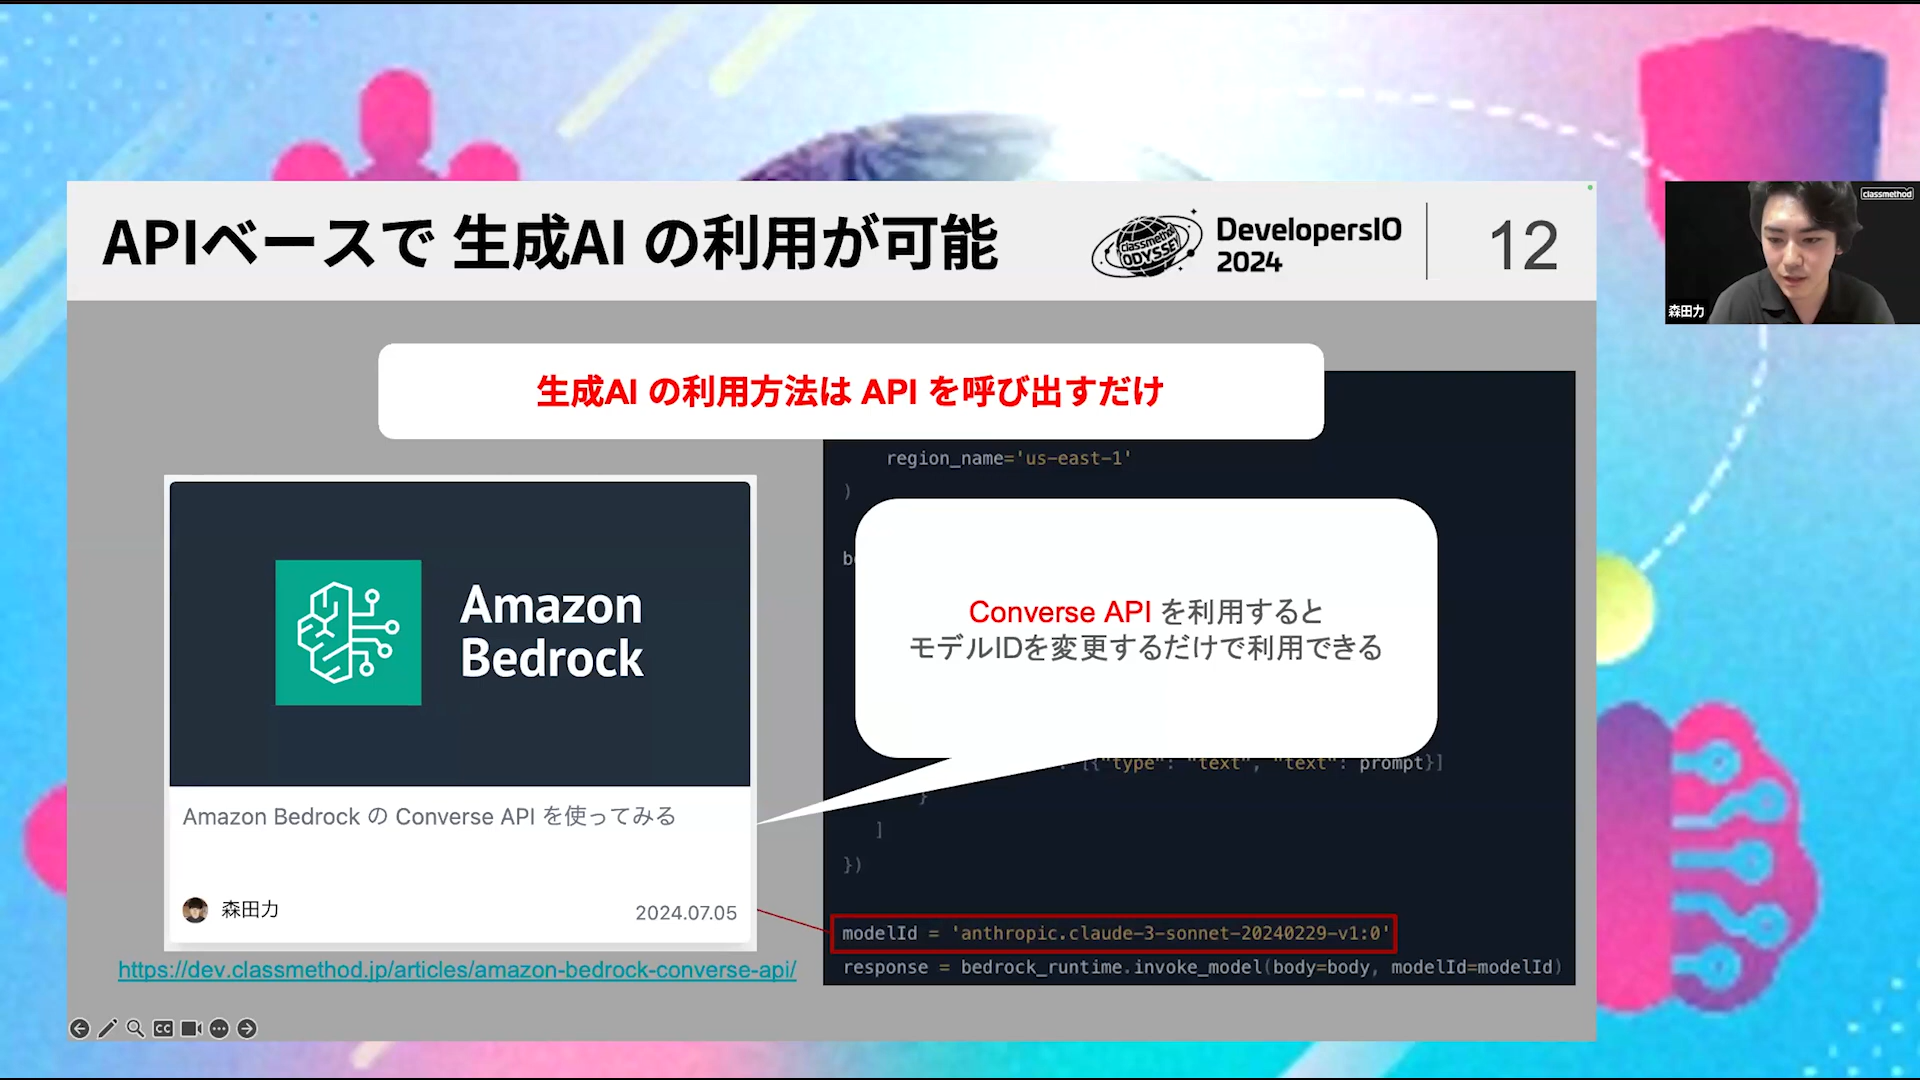 APIベースで 生成AI の利用が可能
classmethod
ODYSSEY
DevelopersIO
2024
12
classmethod
森田力
生成AI の利用方法は API を呼び出すだけ
region_name='us-east-1'
)
Converse API を利用すると
モデルIDを変更するだけで利用できる
[{"type": "text", "text": prompt}]
}
]
})
modelId = 'anthropic.claude-3-sonnet-20240229-v1:0'
response = bedrock_runtime.invoke_model(body=body, modelId=modelId)
Amazon
Bedrock
Amazon Bedrock の Converse API を使ってみる
森田力
2024.07.05
https://dev.classmethod.jp/articles/amazon-bedrock-converse-api/
CC